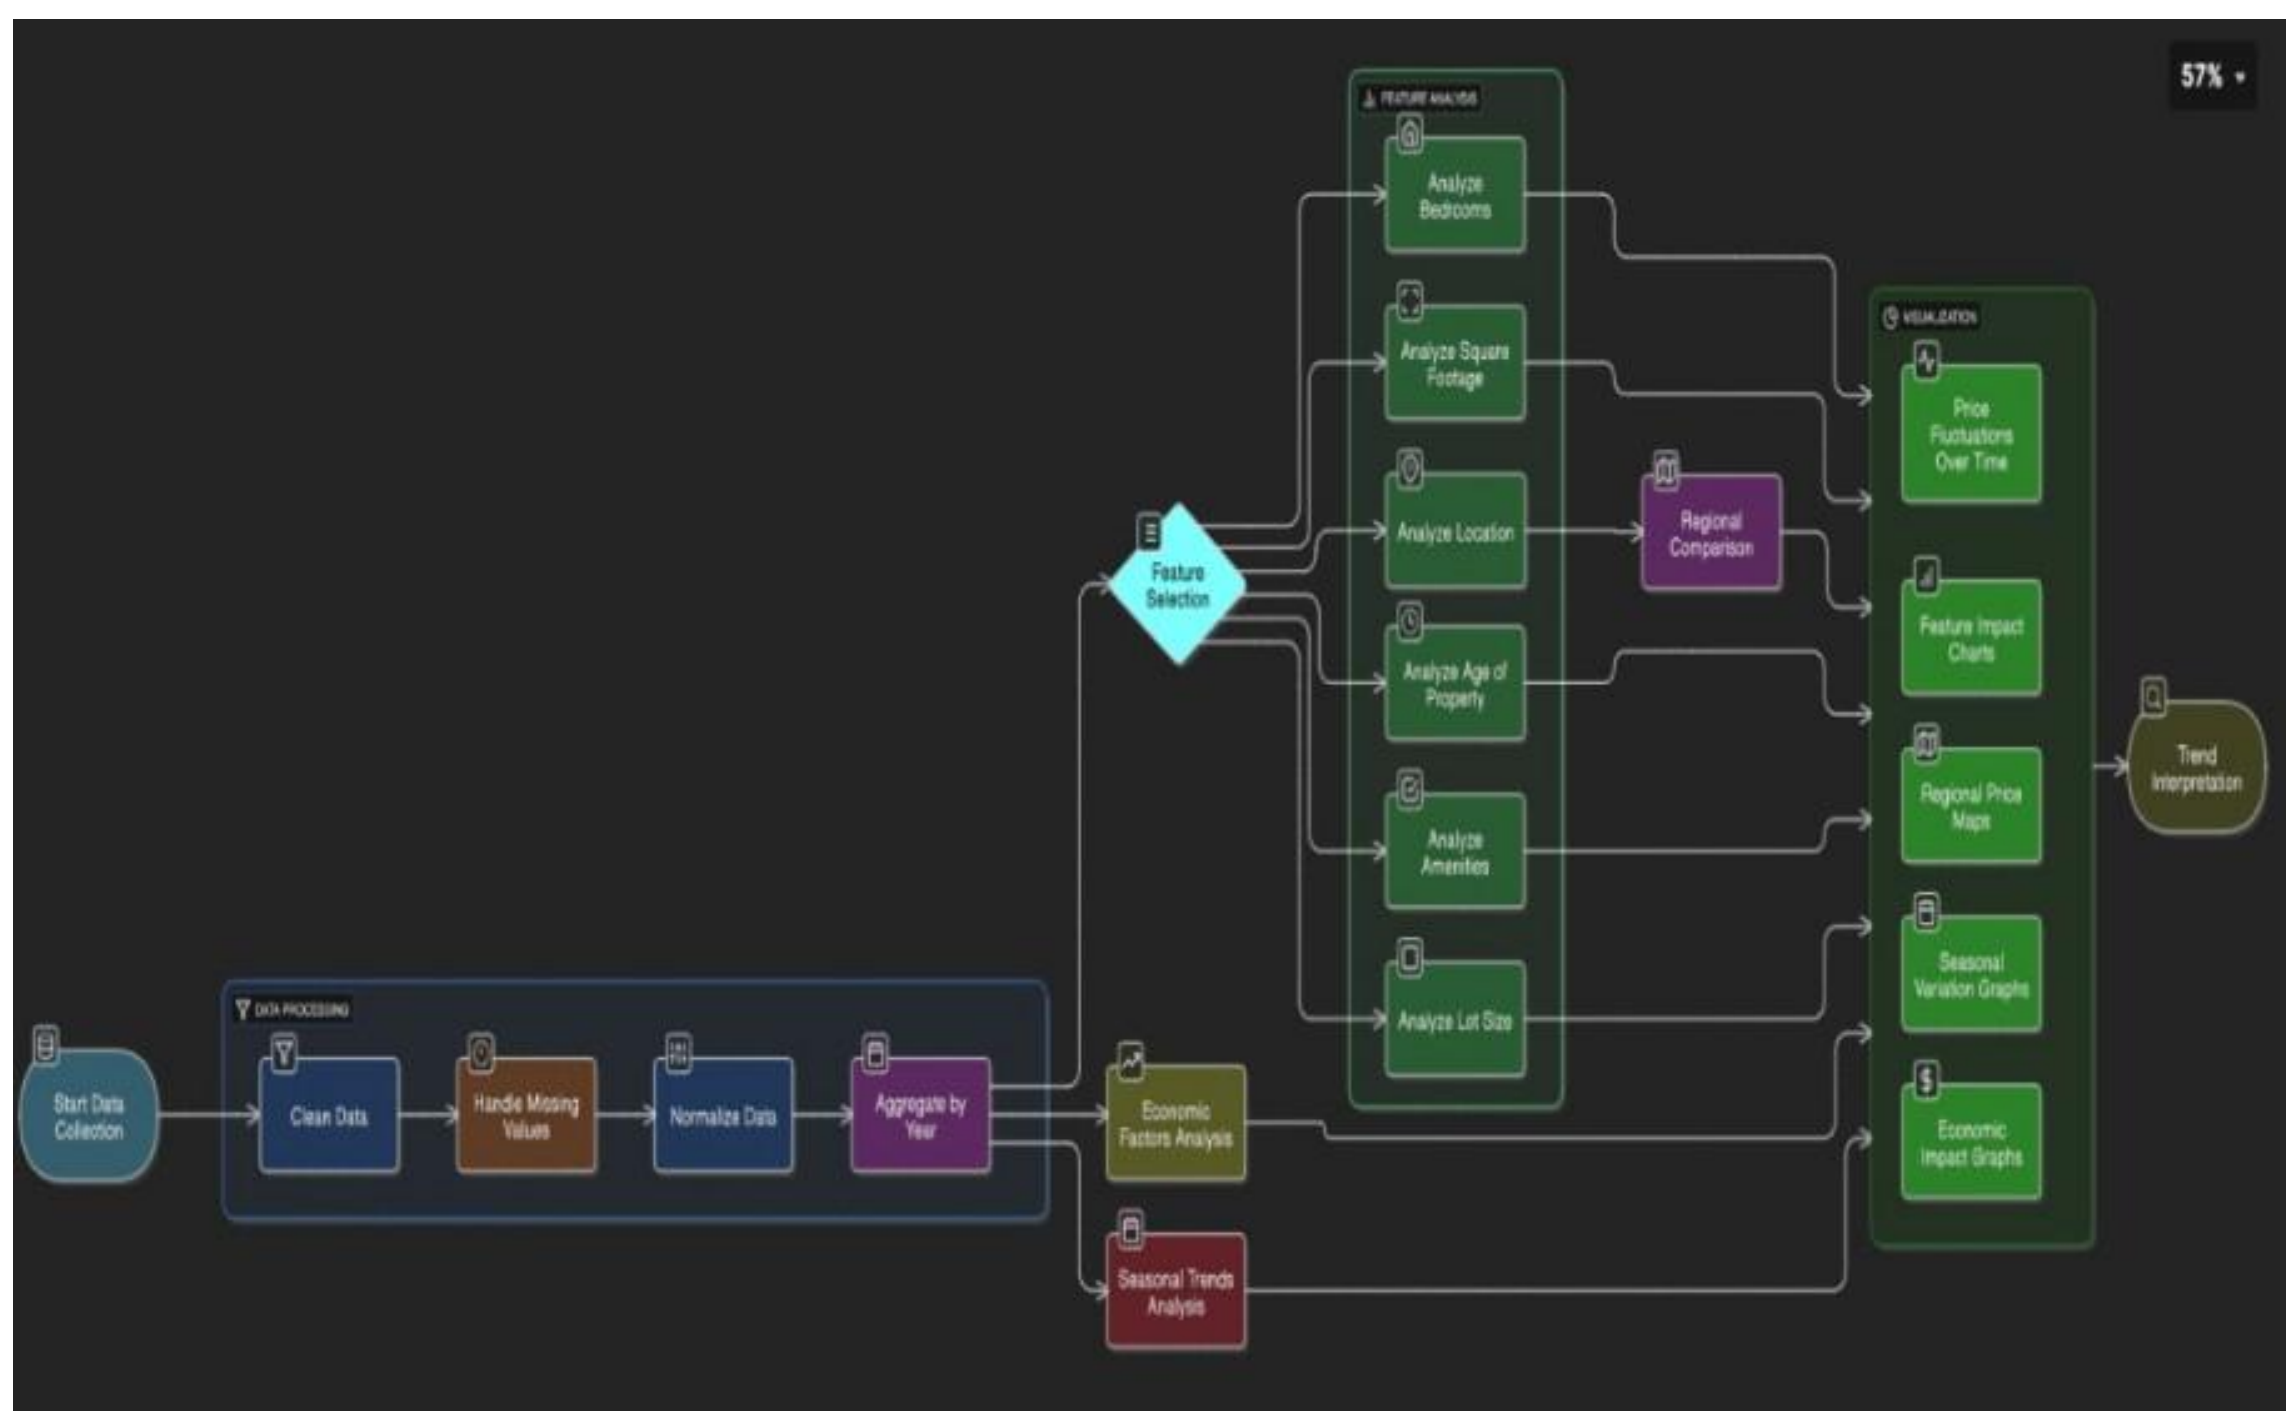 57%
FEATURE ANALYSIS
Analyze
Bedrooms
Analyze Square
Footage
Analyze Location
Analyze Age of
Property
Analyze
Amenities
Analyze Lot Size
Regional
Comparison
VISUALIZATION
Price
Fluctuations
Over Time
Feature Impact
Charts
Regional Price
Maps
Seasonal
Variation Graphs
Economic
Impact Graphs
Trend
Interpretation
Feature
Selection
DATA PROCESSING
Start Data
Collection
Clean Data
Handle Missing
Values
Normalize Data
Aggregate by
Year
Economic
Factors Analysis
Seasonal Trends
Analysis